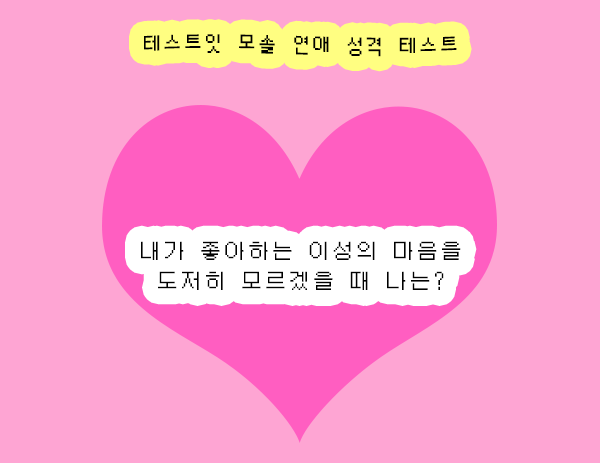 테스트잇 모솔 연애 성격 테스트
내가 좋아하는 이성의 마음을
도저히 모르겠을 때 나는?